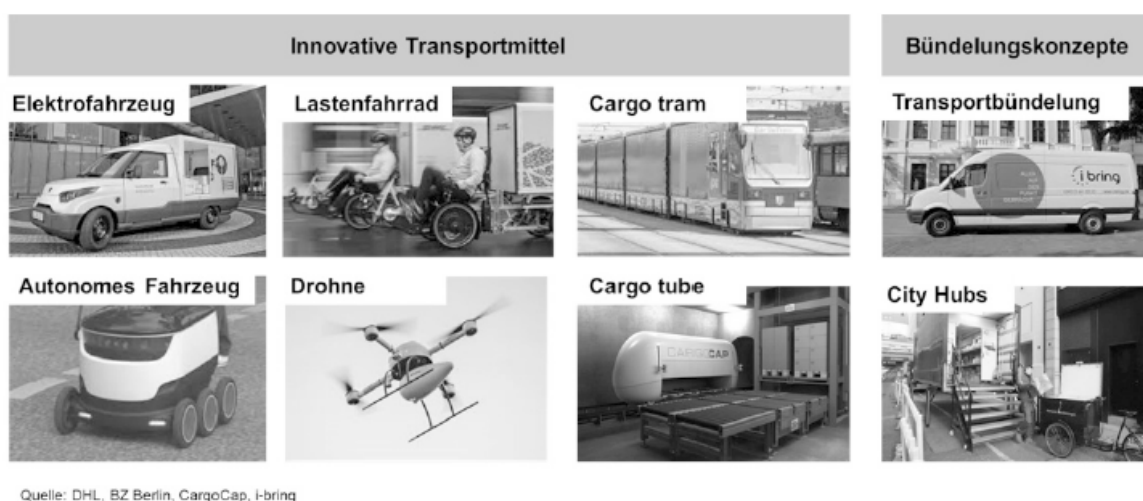 Innovative Transportmittel
Bündelungskonzepte
Elektrofahrzeug
Lastenfahrrad
Cargo tram
Transportbündelung
i bring
Autonomes Fahrzeug
Drohne
Cargo tube
City Hubs
CARGOCAP
Quelle: DHL, BZ Berlin, CargoCap, i-bring